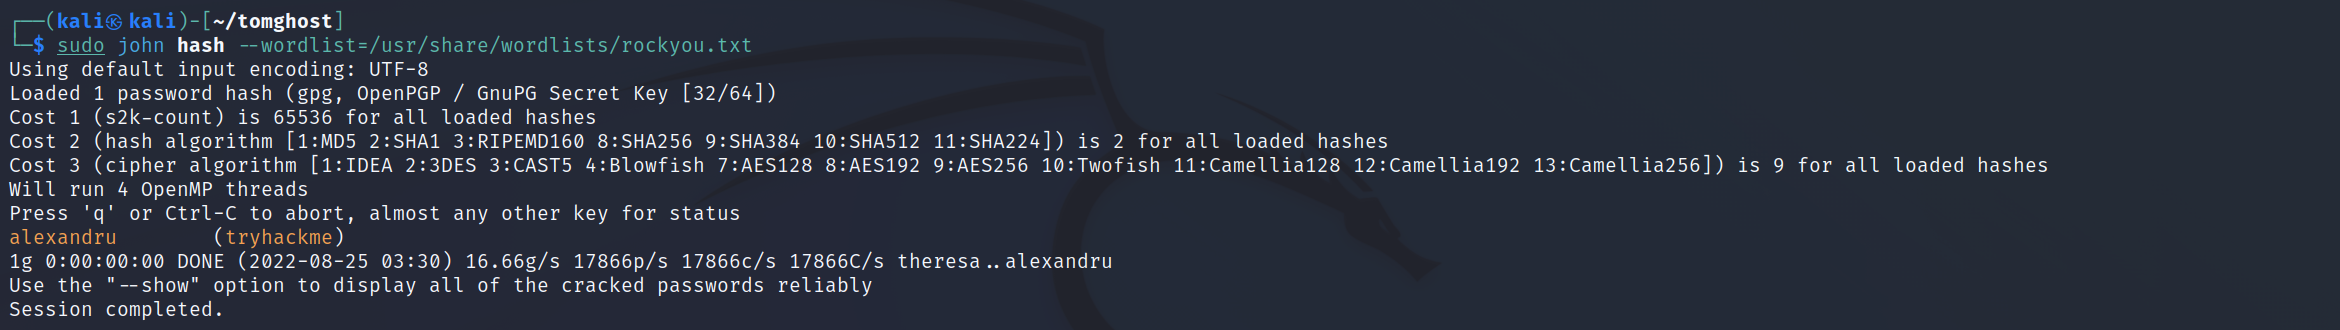 ┌──(kali㉿kali)-[~/tomghost]
└─$ sudo john hash --wordlist=/usr/share/wordlists/rockyou.txt
Using default input encoding: UTF-8
Loaded 1 password hash (gpg, OpenPGP / GnuPG Secret Key [32/64])
Cost 1 (s2k-count) is 65536 for all loaded hashes
Cost 2 (hash algorithm [1:MD5 2:SHA1 3:RIPEMD160 8:SHA256 9:SHA384 10:SHA512 11:SHA224]) is 2 for all loaded hashes
Cost 3 (cipher algorithm [1:IDEA 2:3DES 3:CAST5 4:Blowfish 7:AES128 8:AES192 9:AES256 10:Twofish 11:Camellia128 12:Camellia192 13:Camellia256]) is 9 for all loaded hashes
Will run 4 OpenMP threads
Press 'q' or Ctrl-C to abort, almost any other key for status
alexandru        (tryhackme)
1g 0:00:00:00 DONE (2022-08-25 03:30) 16.66g/s 17866p/s 17866c/s 17866C/s theresa..alexandru
Use the "--show" option to display all of the cracked passwords reliably
Session completed.